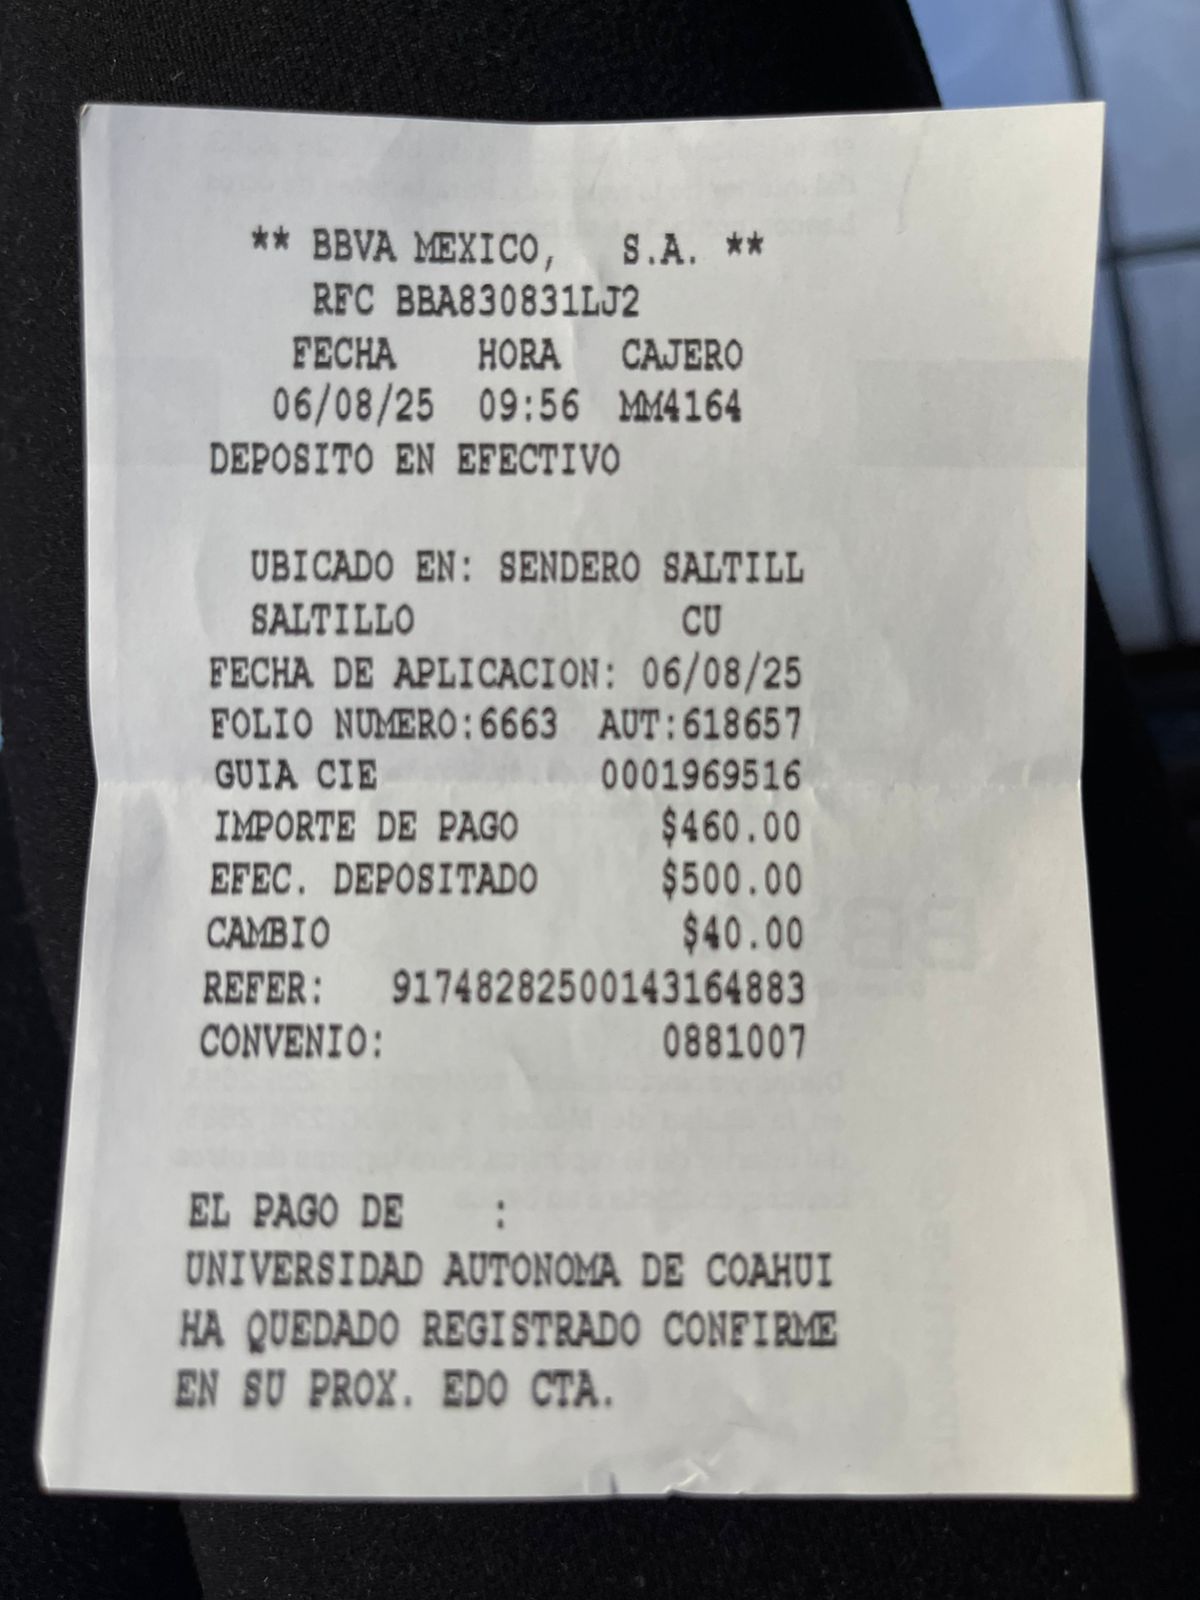 ** BBVA MEXICO, S.A. **
RFC BBA830831LJ2
FECHA HORA CAJERO
06/08/25 09:56 MM4164
DEPOSITO EN EFECTIVO
UBICADO EN: SENDERO SALTILL
SALTILLO CU
FECHA DE APLICACION: 06/08/25
FOLIO NUMERO:6663 AUT:618657
GUIA CIE 0001969516
IMPORTE DE PAGO $460.00
EFEC. DEPOSITADO $500.00
CAMBIO $40.00
REFER: 91748282500143164883
CONVENIO: 0881007
EL PAGO DE :
UNIVERSIDAD AUTONOMA DE COAHUI
HA QUEDADO REGISTRADO CONFIRME
EN SU PROX. EDO CTA.